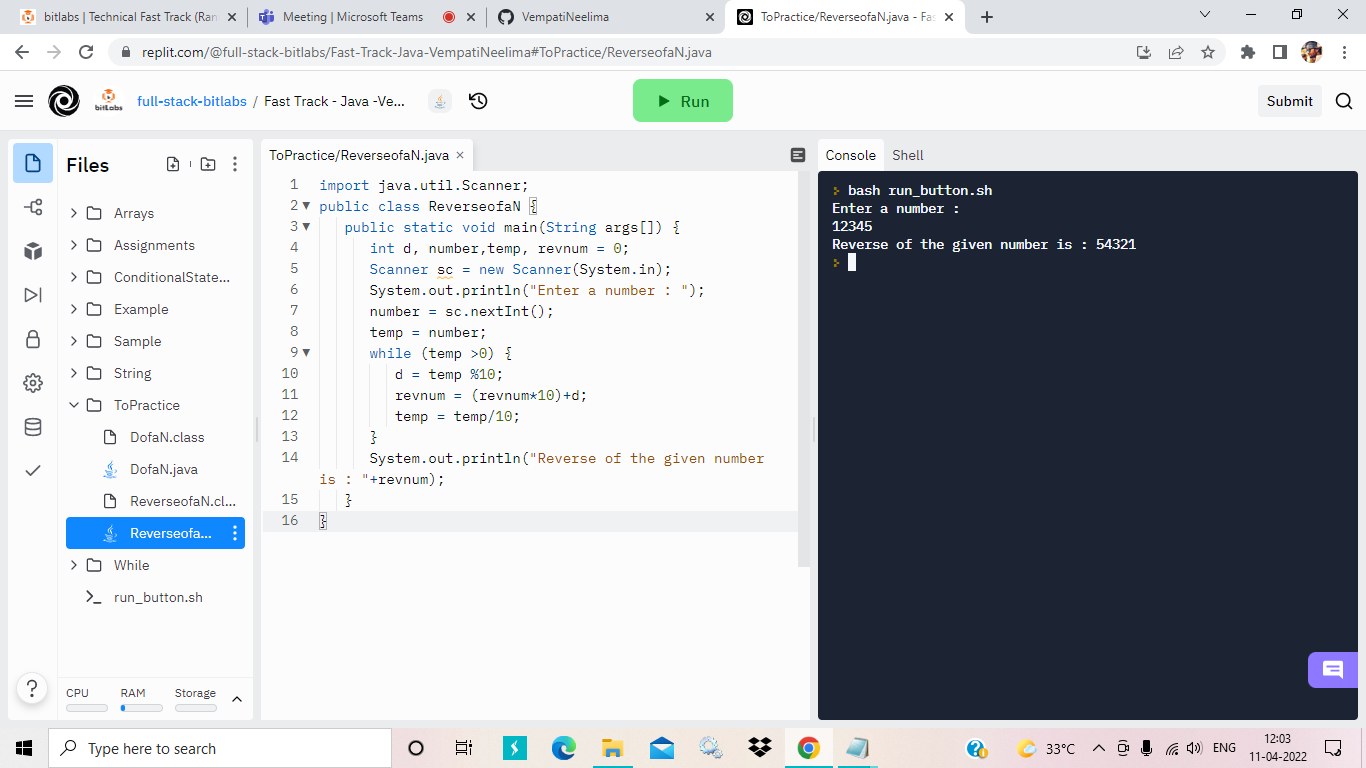 bitlabs | Technical Fast Track (Ran
Meeting | Microsoft Teams
VempatiNeelima
ToPractice/ReverseofaN.java - Fas
replit.com/@full-stack-bitlabs/Fast-Track-Java-VempatiNeelima#ToPractice/ReverseofaN.java
bitLabs
full-stack-bitlabs / Fast Track - Java -Ve...
Run
Submit
Files
Arrays
Assignments
ConditionalState...
Example
Sample
String
ToPractice
DofaN.class
DofaN.java
ReverseofaN.cl...
Reverseofa...
While
run_button.sh
CPU RAM Storage
?
ToPractice/ReverseofaN.java
1 import java.util.Scanner;
2 public class ReverseofaN {
3 public static void main(String args[]) {
4 int d, number,temp, revnum = 0;
5 Scanner sc = new Scanner(System.in);
6 System.out.println("Enter a number : ");
7 number = sc.nextInt();
8 temp = number;
9 while (temp >0) {
10 d = temp %10;
11 revnum = (revnum*10)+d;
12 temp = temp/10;
13 }
14 System.out.println("Reverse of the given number
is : "+revnum);
15 }
16 }
Console Shell
bash run_button.sh
Enter a number :
12345
Reverse of the given number is : 54321
Type here to search
33°C
ENG
12:03
11-04-2022